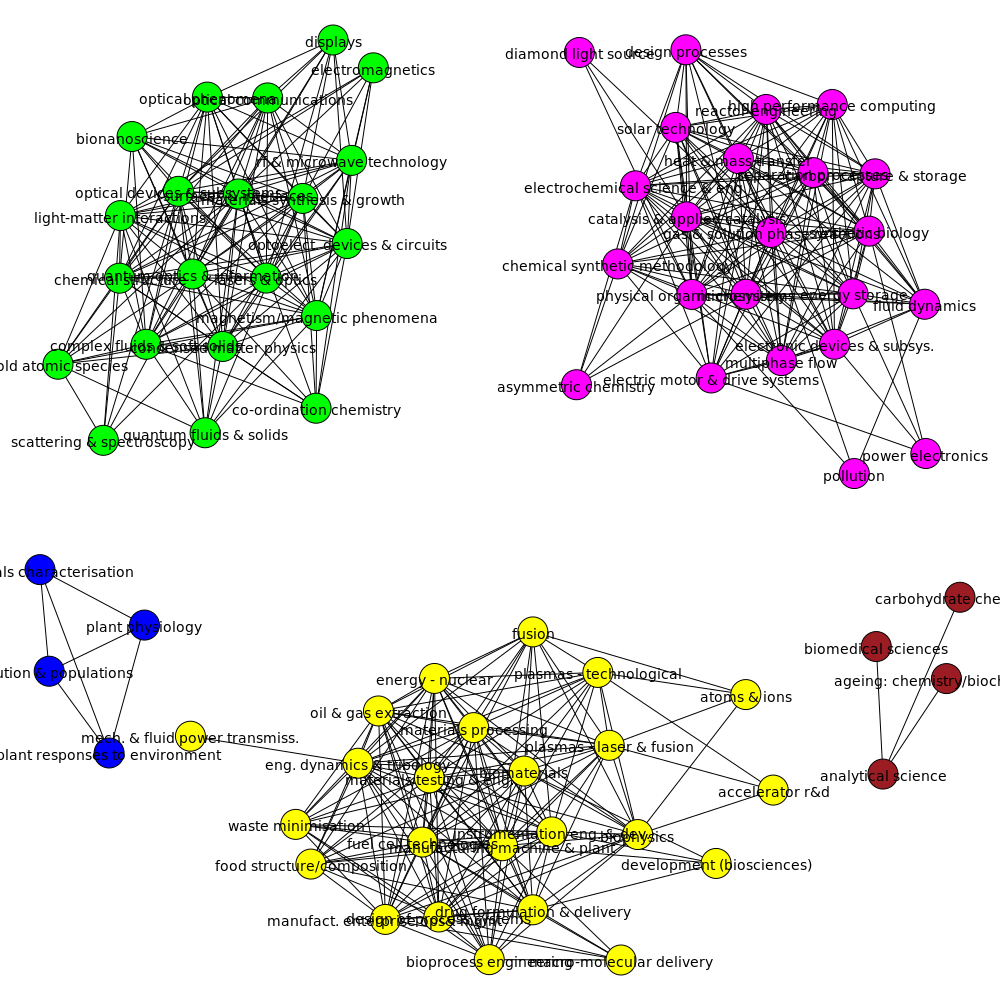 displays
electromagnetics
optical phenomena
optical communications
bionanoscience
rf & microwave technology
optical devices & subsystems
materials synthesis & growth
light-matter interactions
optoelect. devices & circuits
chemical structure
quantum optics & information
lasers & optics
magnetism/magnetic phenomena
complex fluids & soft solids
condensed matter physics
old atomic species
co-ordination chemistry
scattering & spectroscopy
quantum fluids & solids
diamond light source
design processes
reactor engineering
high performance computing
solar technology
heat & mass transfer
separation processes
carbon capture & storage
electrochemical science & eng.
catalysis & applied catalysis
gas & solution phase reactions
biology
chemical synthetic methodology
physical organic chemistry
microsystems
energy storage
fluid dynamics
electronic devices & subsys.
multiphase flow
asymmetric chemistry
electric motor & drive systems
power electronics
pollution
ls characterisation
plant physiology
ution & populations
mech. & fluid power transmiss.
plant responses to environment
fusion
energy - nuclear
plasmas - technological
atoms & ions
oil & gas extraction
materials processing
plasmas - laser & fusion
eng. dynamics & tribology
materials testing & eng.
biomaterials
accelerator r&d
waste minimisation
instrumentation eng. & dev.
biophysics
fuel cell technologies
manufacturing machine & plant
food structure/composition
development (biosciences)
drug formulation & delivery
manufact. enterprise ops & mgmt
design of process systems
bioprocess engineering
macro-molecular delivery
carbohydrate che
biomedical sciences
ageing: chemistry/bioch
analytical science